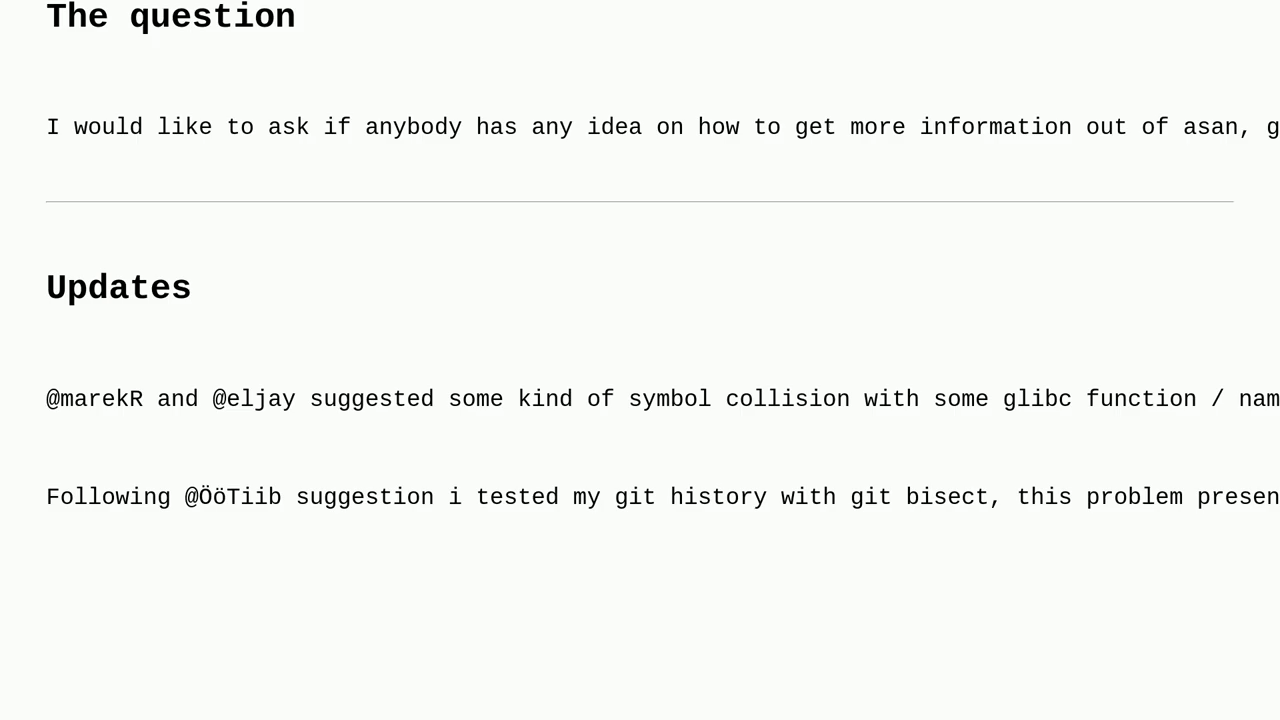 The question
I would like to ask if anybody has any idea on how to get more information out of asan, g
Updates
@marekR and @eljay suggested some kind of symbol collision with some glibc function / nam
Following @ÖöTiib suggestion i tested my git history with git bisect, this problem presen